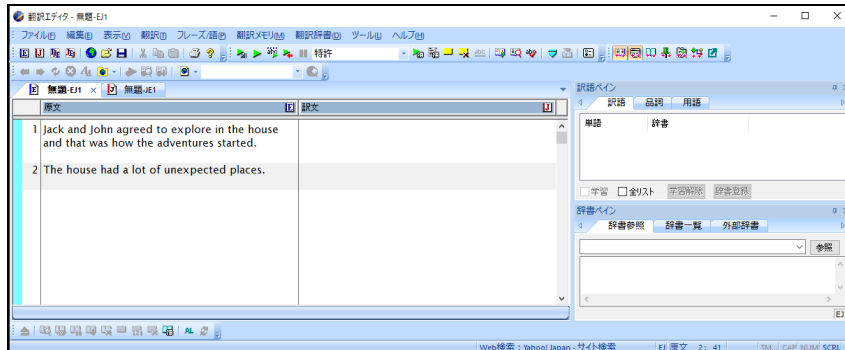 翻訳エディタ - 無題-EJ1
ファイル(F) 編集(E) 表示(V) 翻訳(T) フレーズ/語(P) 翻訳メモリ(M) 翻訳辞書(D) ツール(L) ヘルプ(H)
特許
無題-EJ1 × 無題-JE1
原文 E 訳文 J
1 Jack and John agreed to explore in the house
and that was how the adventures started.
2 The house had a lot of unexpected places.
訳語ペイン
訳語 品詞 用語
単語 辞書
学習 全リスト 学習解除 辞書登録
辞書ペイン
辞書参照 辞書一覧 外部辞書
参照
EJ
AL
Web検索：Yahoo! Japan - サイト検索 EJ 原文 2: 41 TM... CAP NUM SCRL